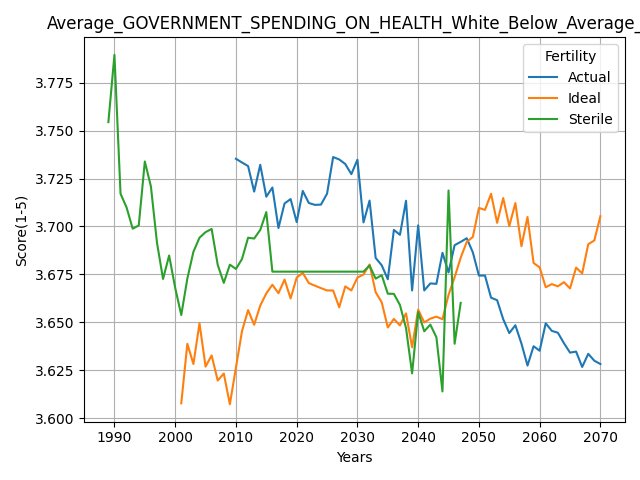 Average_GOVERNMENT_SPENDING_ON_HEALTH_White_Below_Average_
Fertility
Actual
Ideal
Sterile
Score(1-5)
3.775
3.750
3.725
3.700
3.675
3.650
3.625
3.600
1990 2000 2010 2020 2030 2040 2050 2060 2070
Years